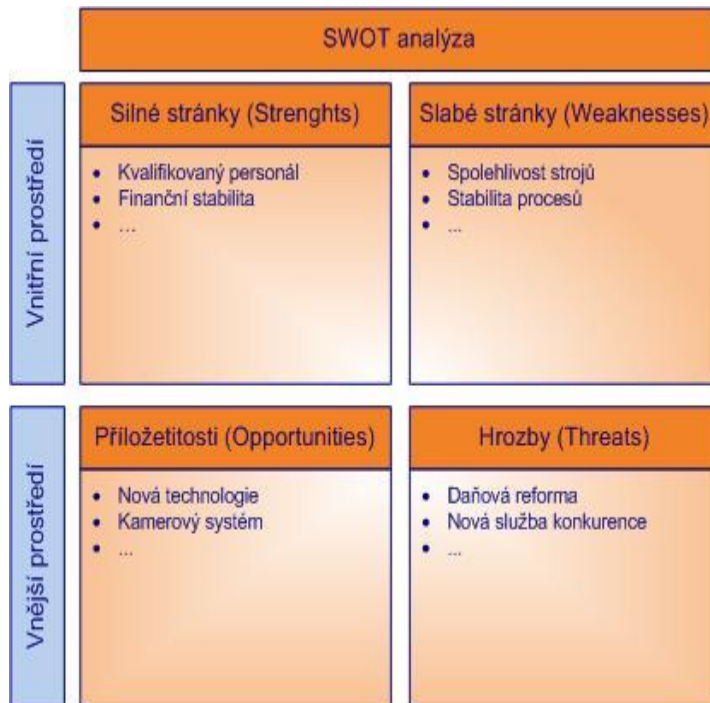 SWOT analýza
Vnitřní prostředí
Silné stránky (Strenghts)
• Kvalifikovaný personál
• Finanční stabilita
• ...
Slabé stránky (Weaknesses)
• Spolehlivost strojů
• Stabilita procesů
• ...
Vnější prostředí
Příložetitosti (Opportunities)
• Nová technologie
• Kamerový systém
• ...
Hrozby (Threats)
• Daňová reforma
• Nová služba konkurence
• ...